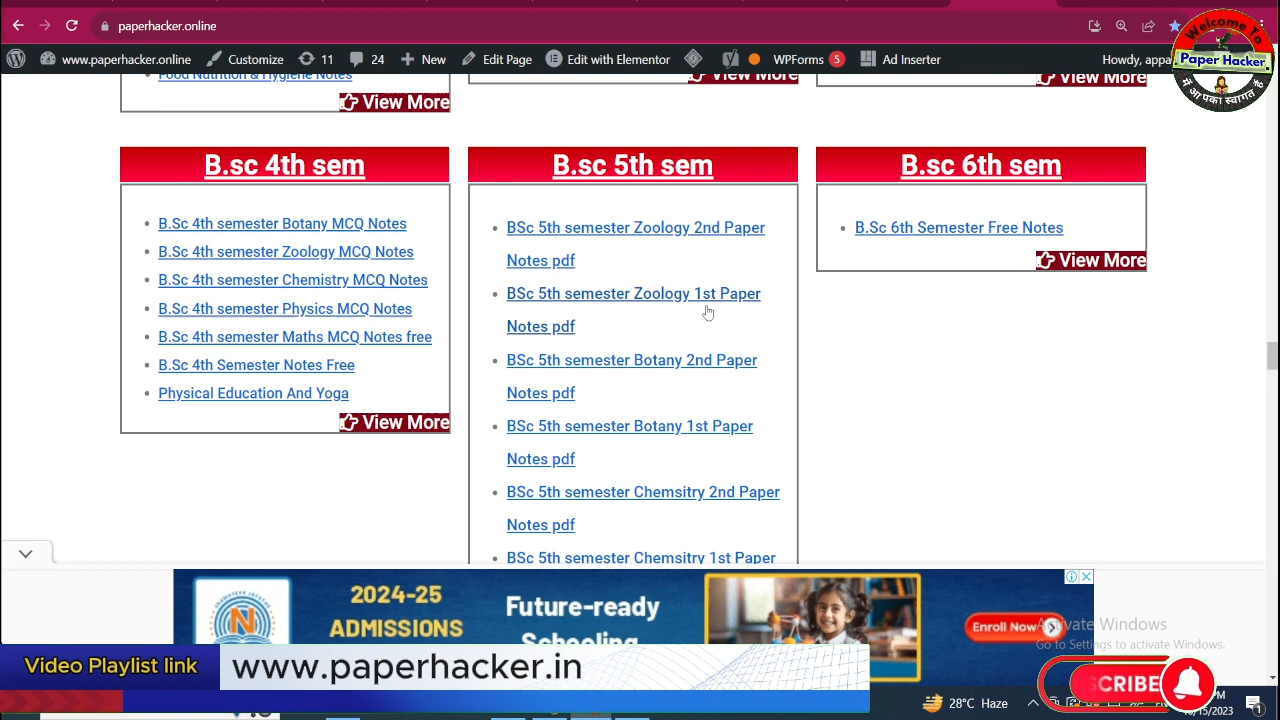 paperhacker.online
www.paperhacker.online Customize 11 24 New Edit Page Edit with Elementor WPForms 5 Ad Inserter Howdy, appa
Welcome To
Paper Hacker.
में आपका स्वागत है
Food Nutrition & Hygiene Notes
View More
View More
View More
B.sc 4th sem
B.Sc 4th semester Botany MCQ Notes
B.Sc 4th semester Zoology MCQ Notes
B.Sc 4th semester Chemistry MCQ Notes
B.Sc 4th semester Physics MCQ Notes
B.Sc 4th semester Maths MCQ Notes free
B.Sc 4th Semester Notes Free
Physical Education And Yoga
View More
B.sc 5th sem
BSc 5th semester Zoology 2nd Paper
Notes pdf
BSc 5th semester Zoology 1st Paper
Notes pdf
BSc 5th semester Botany 2nd Paper
Notes pdf
BSc 5th semester Botany 1st Paper
Notes pdf
BSc 5th semester Chemsitry 2nd Paper
Notes pdf
BSc 5th semester Chemsitry 1st Paper
B.sc 6th sem
B.Sc 6th Semester Free Notes
View More
2024-25
ADMISSIONS
Future-ready
Schooling
Enroll Now
Activate Windows
Go to Settings to activate Windows.
Video Playlist link
www.paperhacker.in
SCRIBE
28°C Haze